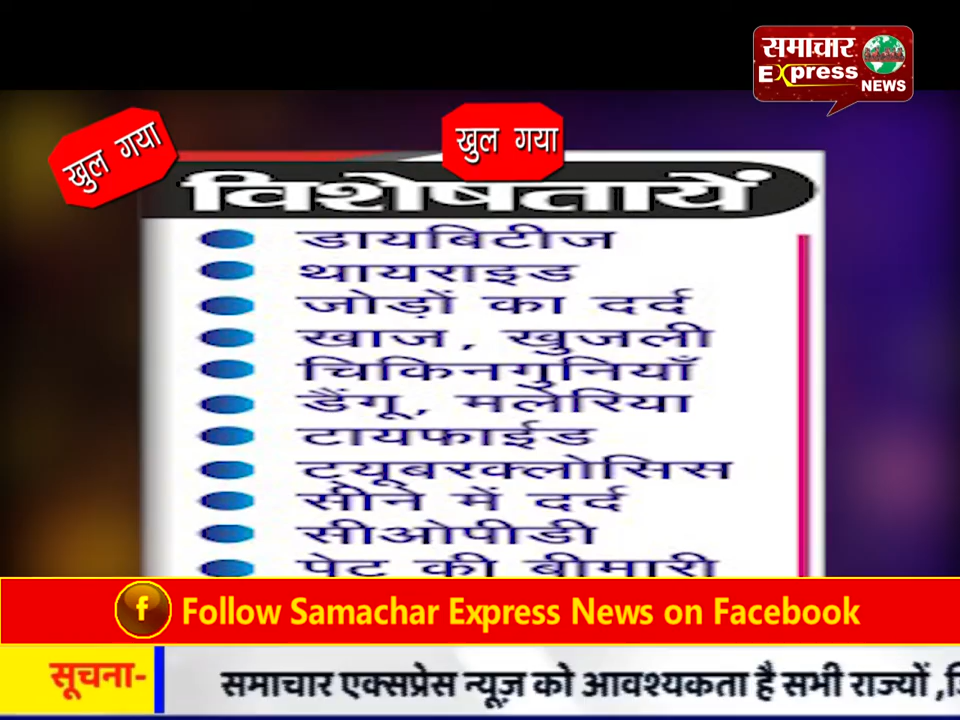 समाचार
Express
NEWS
खुल गया
खुल गया
विशेषतायें
डायबिटीज
थायराइड
जोड़ों का दर्द
खाज, खुजली
चिकिनगुनियाँ
डैंगू, मलेरिया
टायफाईड
ट्यूबरक्लोसिस
सीने में दर्द
सीओपीडी
पेट की बीमारी
f Follow Samachar Express News on Facebook
सूचना-
समाचार एक्सप्रेस न्यूज़ को आवश्यकता है सभी राज्यों ,